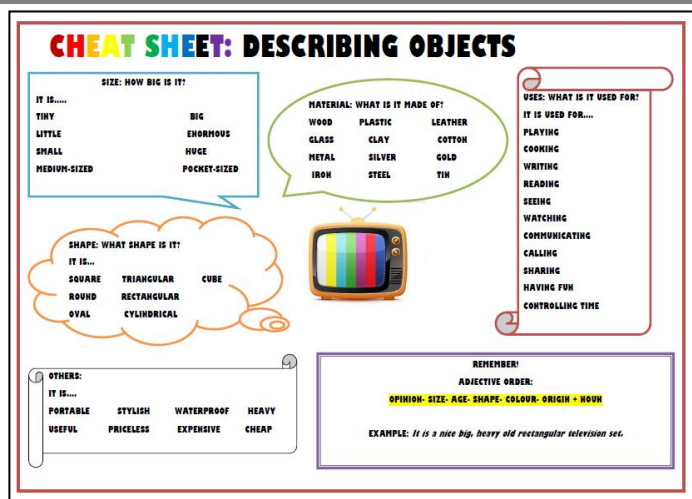 CHEAT SHEET: DESCRIBING OBJECTS
SIZE: HOW BIG IS IT?
IT IS.....
TINY BIG
LITTLE ENORMOUS
SMALL HUGE
MEDIUM-SIZED POCKET-SIZED
MATERIAL: WHAT IS IT MADE OF?
WOOD PLASTIC LEATHER
GLASS CLAY COTTON
METAL SILVER GOLD
IRON STEEL TIN
USES: WHAT IS IT USED FOR?
IT IS USED FOR....
PLAYING
COOKING
WRITING
READING
SEEING
WATCHING
COMMUNICATING
CALLING
SHARING
HAVING FUN
CONTROLLING TIME
SHAPE: WHAT SHAPE IS IT?
IT IS...
SQUARE TRIANGULAR CUBE
ROUND RECTANGULAR
OVAL CYLINDRICAL
OTHERS:
IT IS....
PORTABLE STYLISH WATERPROOF HEAVY
USEFUL PRICELESS EXPENSIVE CHEAP
REMEMBER!
ADJECTIVE ORDER:
OPINION- SIZE- AGE- SHAPE- COLOUR- ORIGIN + NOUN
EXAMPLE: It is a nice big, heavy old rectangular television set.